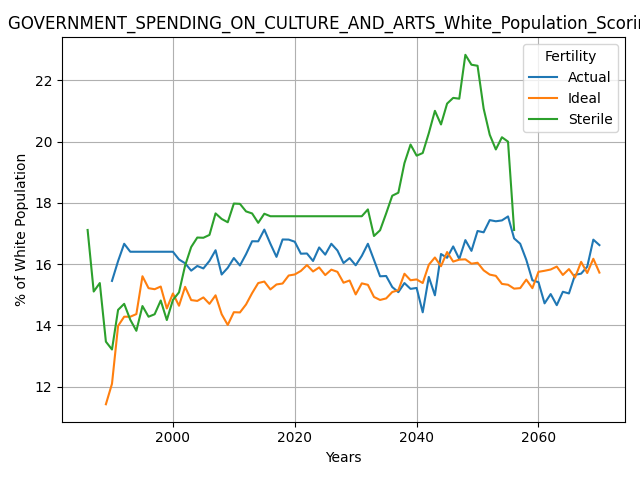 GOVERNMENT_SPENDING_ON_CULTURE_AND_ARTS_White_Population_Scorin
Fertility
Actual
Ideal
Sterile
% of White Population
22
20
18
16
14
12
2000 2020 2040 2060
Years